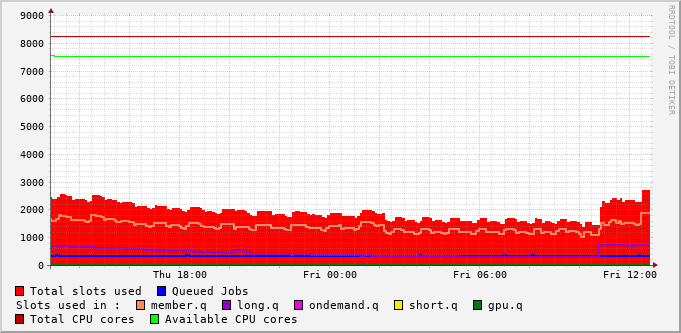 RRDTOOL / TOBI OETIKER
9000
8000
7000
6000
5000
4000
3000
2000
1000
0
Thu 18:00 Fri 00:00 Fri 06:00 Fri 12:00
Total slots used Queued Jobs
Slots used in : member.q long.q ondemand.q short.q gpu.q
Total CPU cores Available CPU cores